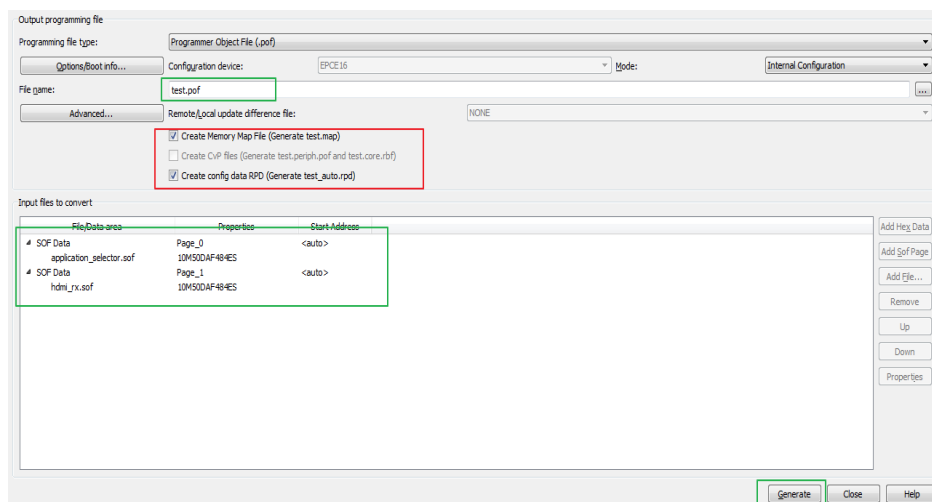 Output programming file
Programming file type: Programmer Object File (.pof)
Options/Boot info... Configuration device: EPCE16 Mode: Internal Configuration
File name: test.pof ...
Advanced... Remote/Local update difference file: NONE
Create Memory Map File (Generate test.map)
Create CvP files (Generate test.periph.pof and test.core.rbf)
Create config data RPD (Generate test_auto.rpd)
Input files to convert
File/Data area Properties Start Address
SOF Data Page_0 <auto>
application_selector.sof 10M50DAF484ES
SOF Data Page_1 <auto>
hdmi_rx.sof 10M50DAF484ES
Add Hex Data
Add Sof Page
Add File...
Remove
Up
Down
Properties
Generate Close Help